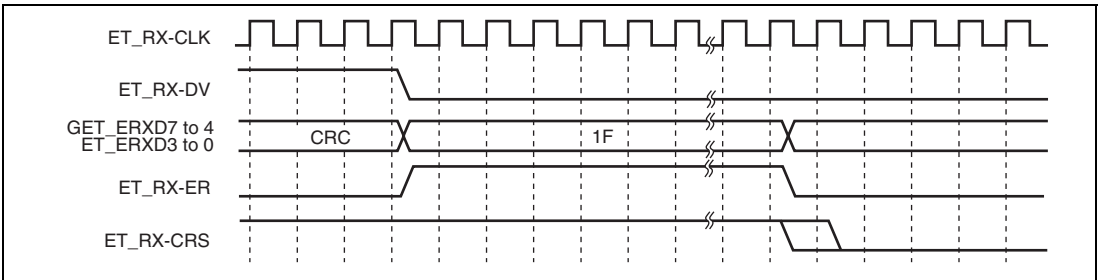 ET_RX-CLK
ET_RX-DV
GET_ERXD7 to 4
ET_ERXD3 to 0
CRC
1F
ET_RX-ER
ET_RX-CRS